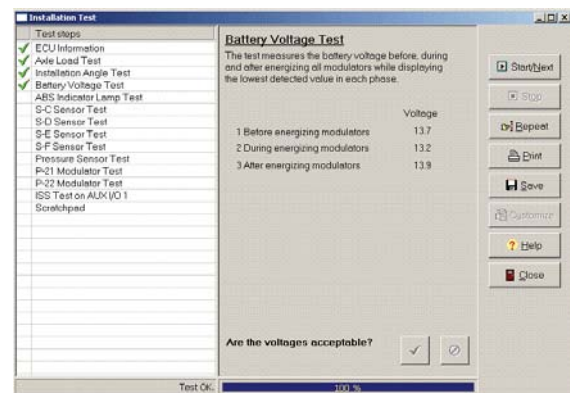 Installation Test
Test steps
ECU Information
Axle Load Test
Installation Angle Test
Battery Voltage Test
ABS Indicator Lamp Test
S-C Sensor Test
S-D Sensor Test
S-E Sensor Test
S-F Sensor Test
Pressure Sensor Test
P-21 Modulator Test
P-22 Modulator Test
ISS Test on AUX I/O 1
Scratchpad
Battery Voltage Test
The test measures the battery voltage before, during
and after energizing all modulators while displaying
the lowest detected value in each phase.
Voltage
1 Before energizing modulators 13.7
2 During energizing modulators 13.2
3 After energizing modulators 13.9
Are the voltages acceptable?
Start/Next
Stop
Repeat
Print
Save
Customize
? Help
Close
Test OK.
100 %